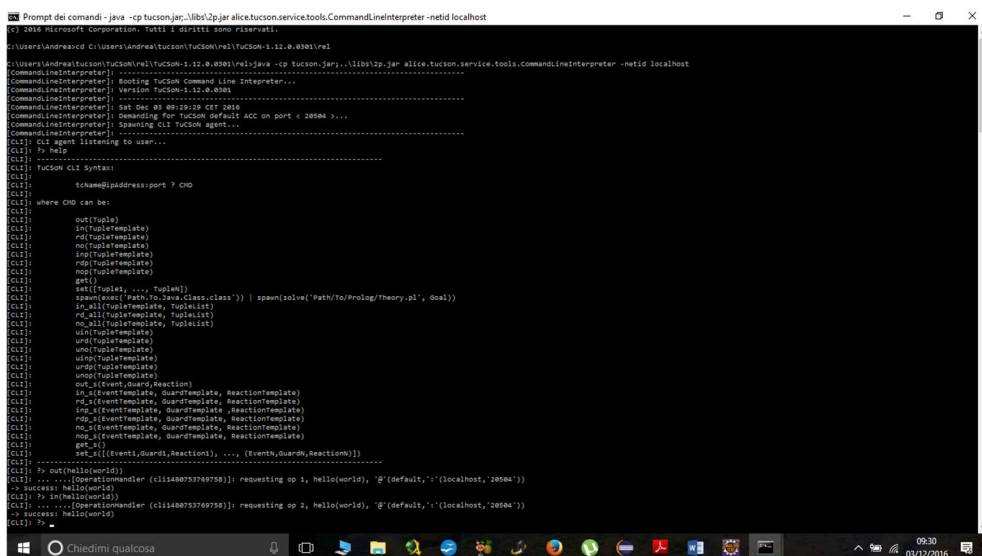 Prompt dei comandi - java -cp tucson.jar;..\libs\2p.jar alice.tucson.service.tools.CommandLineInterpreter -netid localhost
(c) 2016 Microsoft Corporation. Tutti i diritti sono riservati.
C:\Users\Andrea>cd C:\Users\Andrea\tucson\TuCSoN\rel\TuCSoN-1.12.0.0301\rel
C:\Users\Andrea\tucson\TuCSoN\rel\TuCSoN-1.12.0.0301\rel>java -cp tucson.jar;..\libs\2p.jar alice.tucson.service.tools.CommandLineInterpreter -netid localhost
[CommandLineInterpreter]: --------------------------------------------------------------------------------
[CommandLineInterpreter]: Booting TuCSoN Command Line Intepreter...
[CommandLineInterpreter]: Version TuCSoN-1.12.0.0301
[CommandLineInterpreter]: --------------------------------------------------------------------------------
[CommandLineInterpreter]: Sat Dec 03 09:29:29 CET 2016
[CommandLineInterpreter]: Demanding for TuCSoN default ACC on port < 20504 >...
[CommandLineInterpreter]: Spawning CLI TuCSoN agent...
[CommandLineInterpreter]: --------------------------------------------------------------------------------
[CLI]: CLI agent listening to user...
[CLI]: ?> help
[CLI]: --------------------------------------------------------------------------------
[CLI]: TuCSoN CLI Syntax:
[CLI]:
[CLI]: tcName@ipAddress:port ? CMD
[CLI]:
[CLI]: where CMD can be:
[CLI]:
[CLI]: out(Tuple)
[CLI]: in(TupleTemplate)
[CLI]: rd(TupleTemplate)
[CLI]: no(TupleTemplate)
[CLI]: inp(TupleTemplate)
[CLI]: rdp(TupleTemplate)
[CLI]: nop(TupleTemplate)
[CLI]: get()
[CLI]: set([Tuple1, ..., TupleN])
[CLI]: spawn(exec('Path.To.Java.Class.class')) | spawn(solve('Path/To/Prolog/Theory.pl', Goal))
[CLI]: in_all(TupleTemplate, TupleList)
[CLI]: rd_all(TupleTemplate, TupleList)
[CLI]: no_all(TupleTemplate, TupleList)
[CLI]: uin(TupleTemplate)
[CLI]: urd(TupleTemplate)
[CLI]: uno(TupleTemplate)
[CLI]: uinp(TupleTemplate)
[CLI]: urdp(TupleTemplate)
[CLI]: unop(TupleTemplate)
[CLI]: out_s(Event,Guard,Reaction)
[CLI]: in_s(EventTemplate, GuardTemplate, ReactionTemplate)
[CLI]: rd_s(EventTemplate, GuardTemplate, ReactionTemplate)
[CLI]: inp_s(EventTemplate, GuardTemplate ,ReactionTemplate)
[CLI]: rdp_s(EventTemplate, GuardTemplate, ReactionTemplate)
[CLI]: no_s(EventTemplate, GuardTemplate, ReactionTemplate)
[CLI]: nop_s(EventTemplate, GuardTemplate, ReactionTemplate)
[CLI]: get_s()
[CLI]: set_s([(Event1,Guard1,Reaction1), ..., (EventN,GuardN,ReactionN)])
[CLI]: --------------------------------------------------------------------------------
[CLI]: ?> out(hello(world))
[CLI]: ... ....[OperationHandler (cli1480753769758)]: requesting op 1, hello(world), '@'(default,':'(localhost,'20504'))
-> success: hello(world)
[CLI]: ?> in(hello(world))
[CLI]: ... ....[OperationHandler (cli1480753769758)]: requesting op 2, hello(world), '@'(default,':'(localhost,'20504'))
-> success: hello(world)
[CLI]: ?> _
Chiedimi qualcosa
09:30
03/12/2016